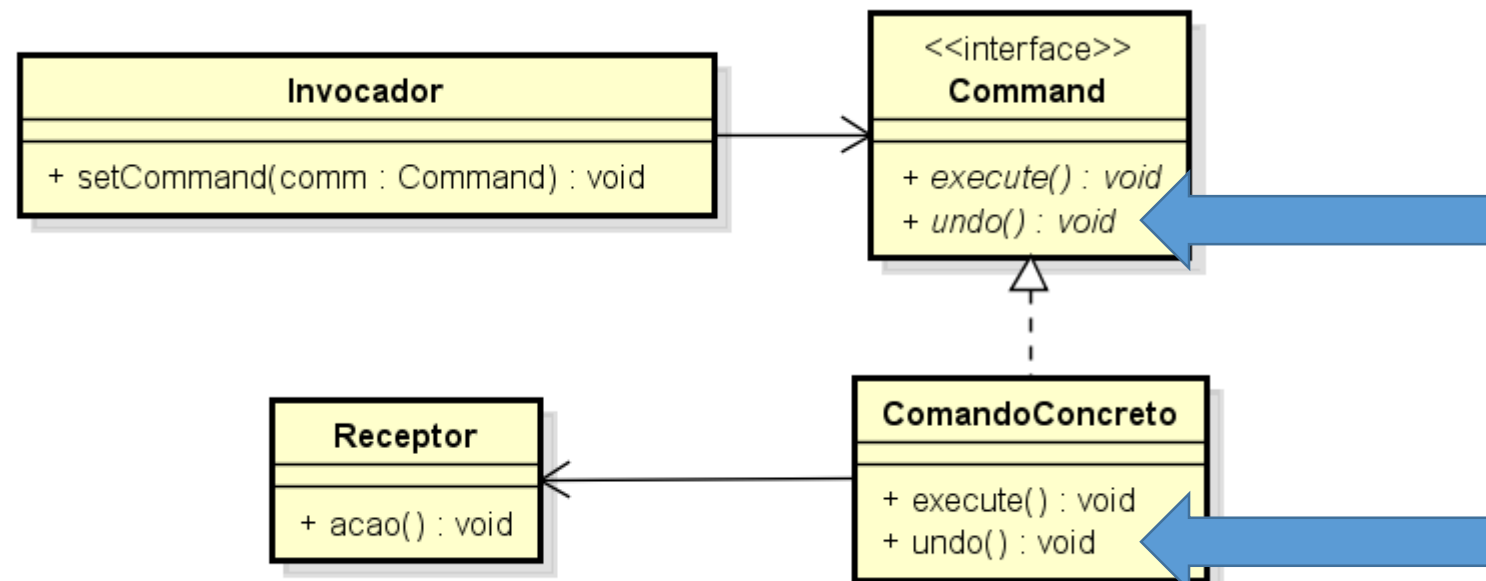 Invocador
+ setCommand(comm : Command) : void
<<interface>>
Command
+ execute() : void
+ undo() : void
Receptor
+ acao() : void
ComandoConcreto
+ execute() : void
+ undo() : void